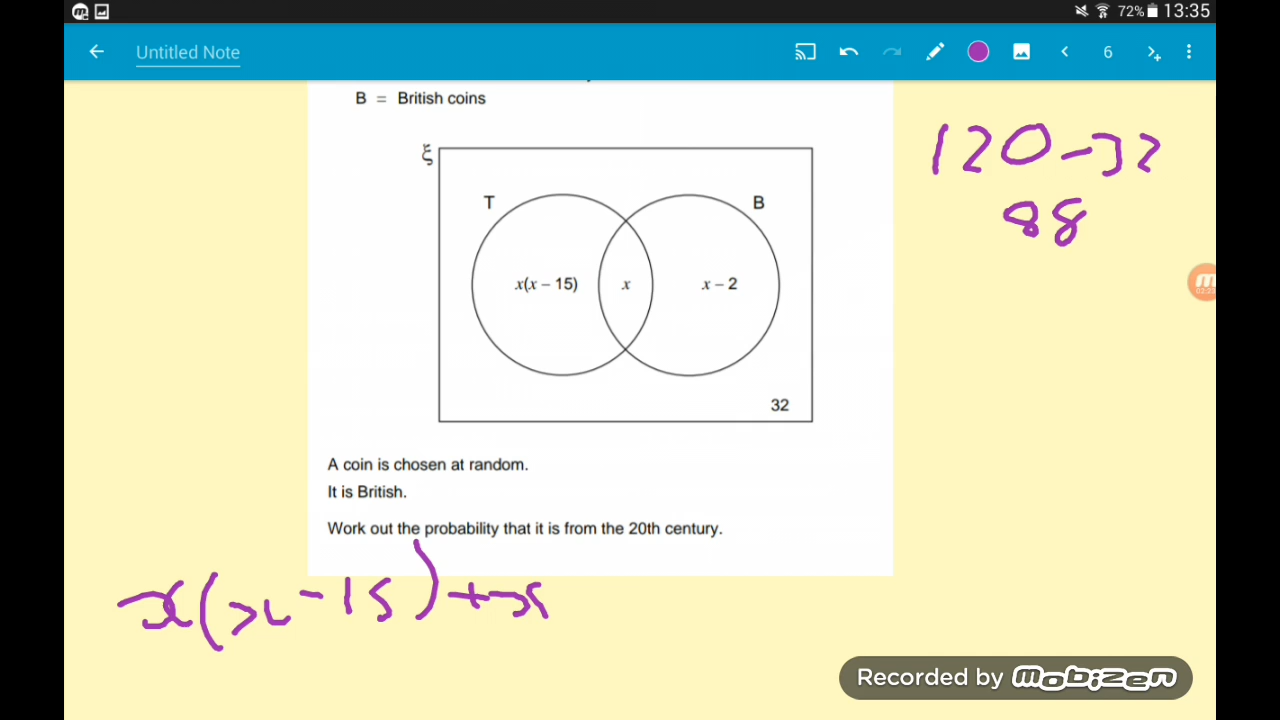 72% 13:35
Untitled Note
6
B = British coins
120-32
88
ξ
T
B
x(x – 15)
x
x – 2
32
A coin is chosen at random.
It is British.
Work out the probability that it is from the 20th century.
x(x-15)+x
Recorded by mobizen